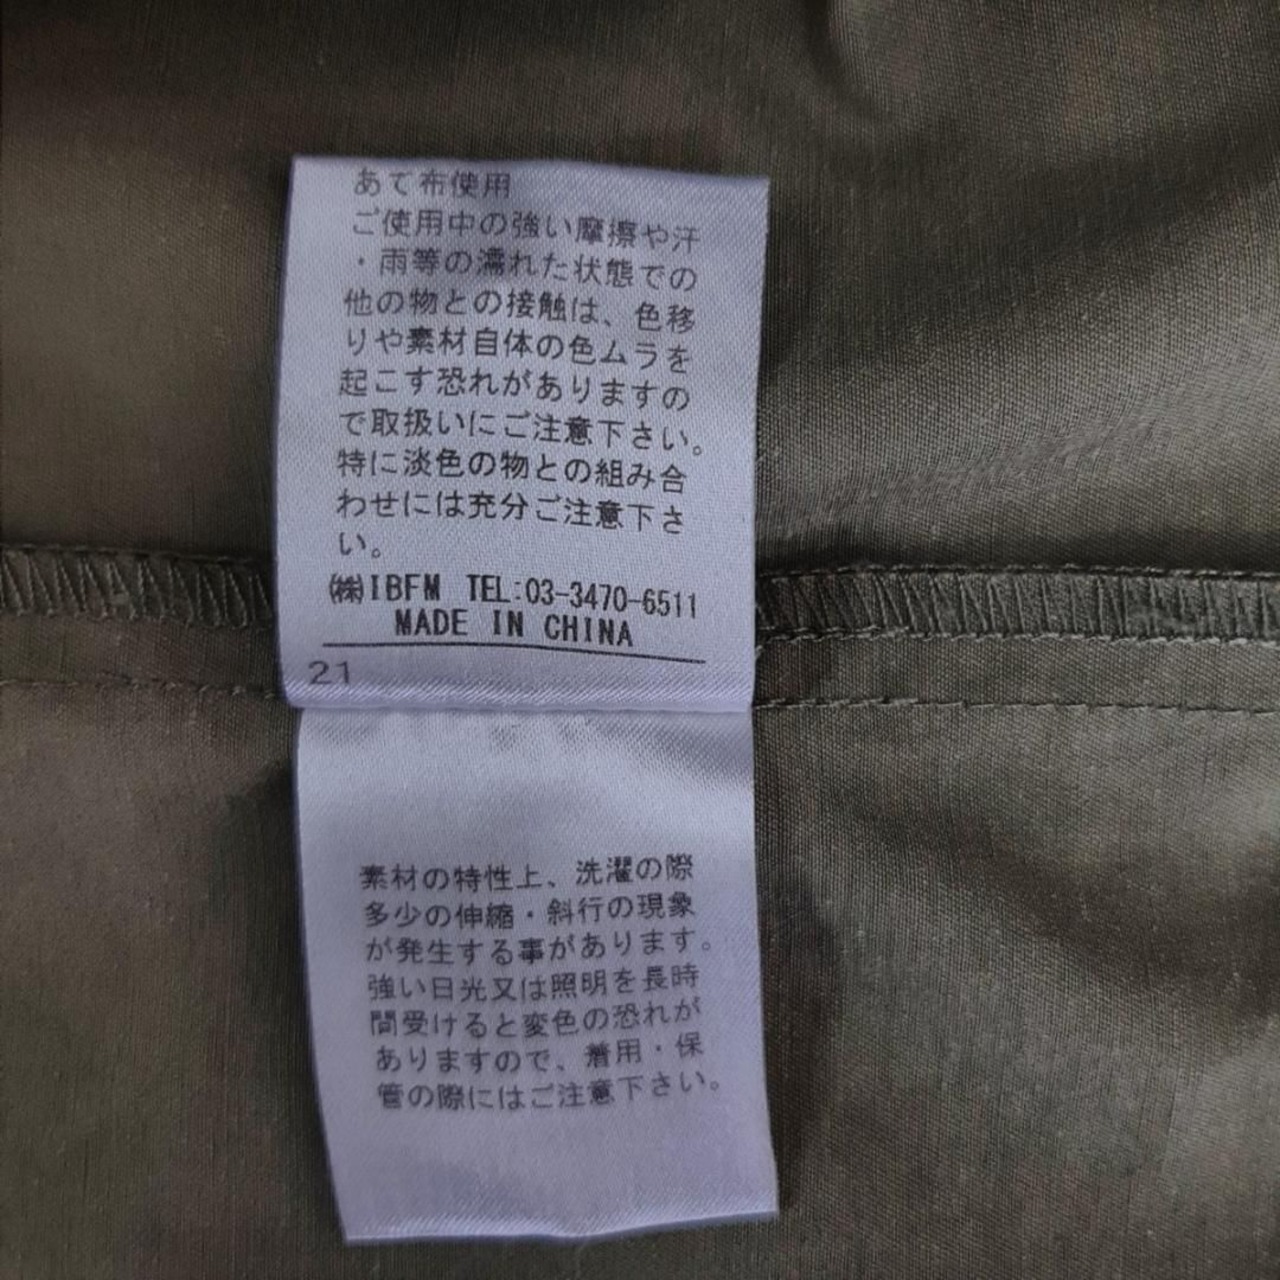 あて布使用
ご使用中の強い摩擦や汗
・雨等の濡れた状態での
他の物との接触は、色移
りや素材自体の色ムラを
起こす恐れがありますの
で取扱いにご注意下さい。
特に淡色の物との組み合
わせには充分ご注意下さ
い。
㈱IBFM TEL:03-3470-6511
MADE IN CHINA
21
素材の特性上、洗濯の際
多少の伸縮・斜行の現象
が発生する事があります。
強い日光又は照明を長時
間受けると変色の恐れが
ありますので、着用・保
管の際にはご注意下さい。